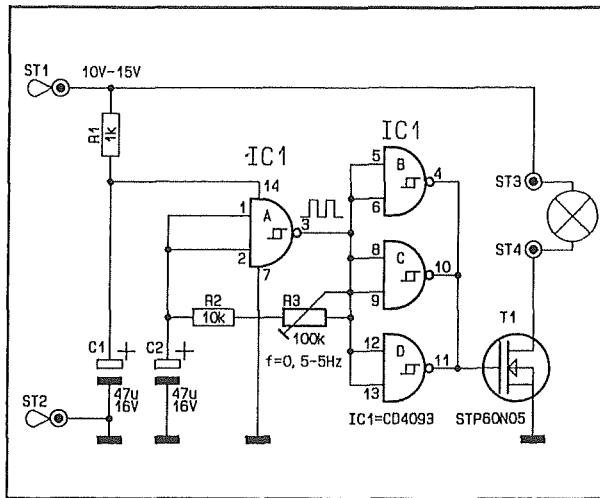 ST1
10V-15V
R1
1k
IC1
IC1
14
1
A
3
2
7
5
B
4
6
8
C
10
9
12
D
11
13
ST3
ST4
R2
10k
R3
100k
f=0,5-5Hz
T1
C1
+
C2
+
47u
16V
47u
16V
ST2
IC1=CD4093
STP60N05